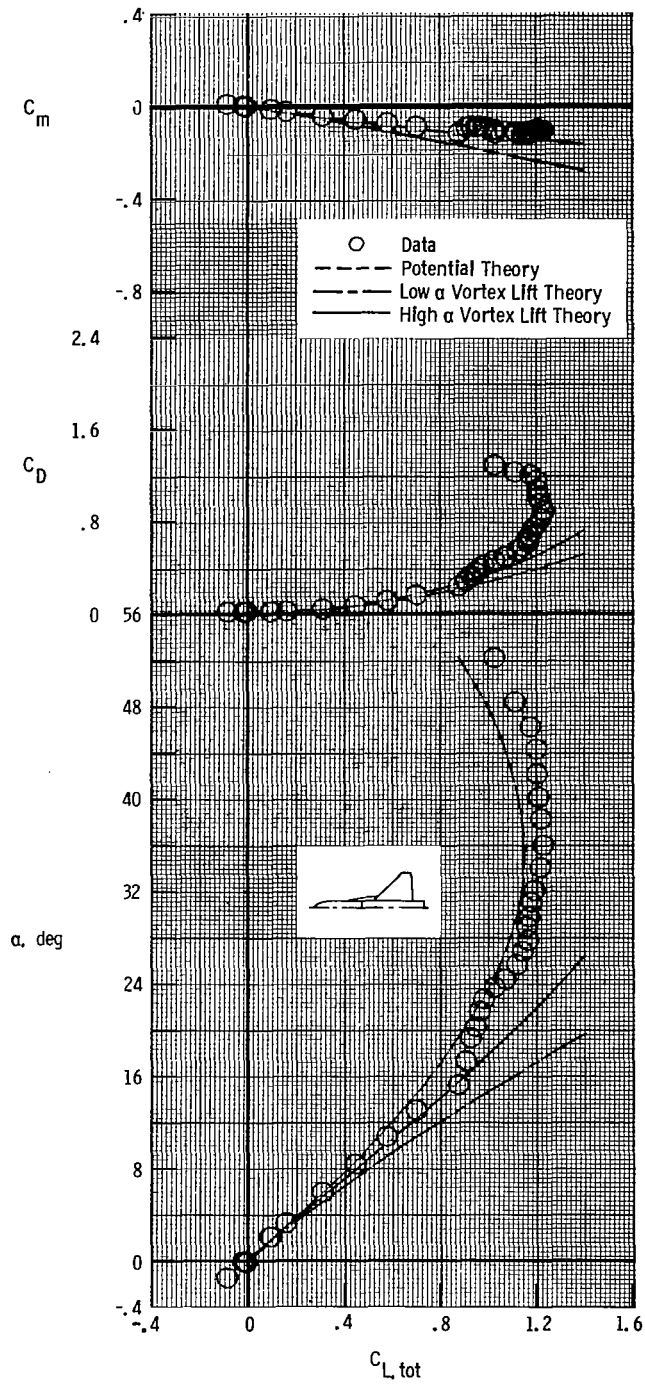 .4
C_m
0
-.4
○ Data
Potential Theory
Low α Vortex Lift Theory
High α Vortex Lift Theory
-.8
2.4
1.6
C_D
.8
0 56
48
40
32
α, deg
24
16
8
0
-.4
-.4 0 .4 .8 1.2 1.6
C_L, tot